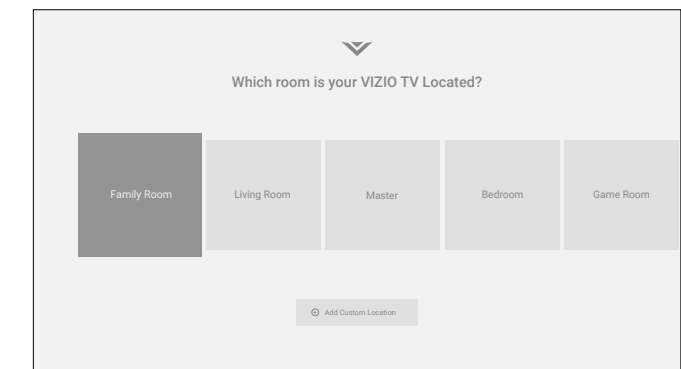 Which room is your VIZIO TV Located?
Family Room
Living Room
Master
Bedroom
Game Room
Add Custom Location